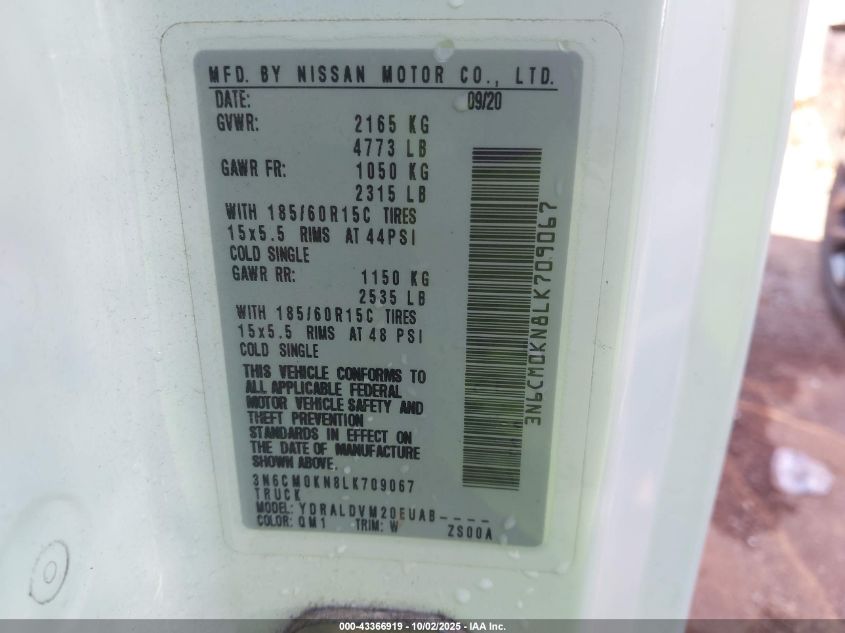 MFD. BY NISSAN MOTOR CO., LTD.
DATE: 09/20
GVWR: 2165 KG
4773 LB
GAWR FR: 1050 KG
2315 LB
WITH 185/60R15C TIRES
15x5.5 RIMS AT 44PSI
COLD SINGLE
GAWR RR: 1150 KG
2535 LB
WITH 185/60R15C TIRES
15x5.5 RIMS AT 48 PSI
COLD SINGLE
THIS VEHICLE CONFORMS TO
ALL APPLICABLE FEDERAL
MOTOR VEHICLE SAFETY AND
THEFT PREVENTION
STANDARDS IN EFFECT ON
THE DATE OF MANUFACTURE
SHOWN ABOVE.
3N6CM0KN8LK709067
TRUCK
MODEL: YDRALDVM20EUAB----
COLOR: QM1 TRIM: W ZS00A
3N6CM0KN8LK709067
000-43366919 - 10/02/2025 - IAA Inc.